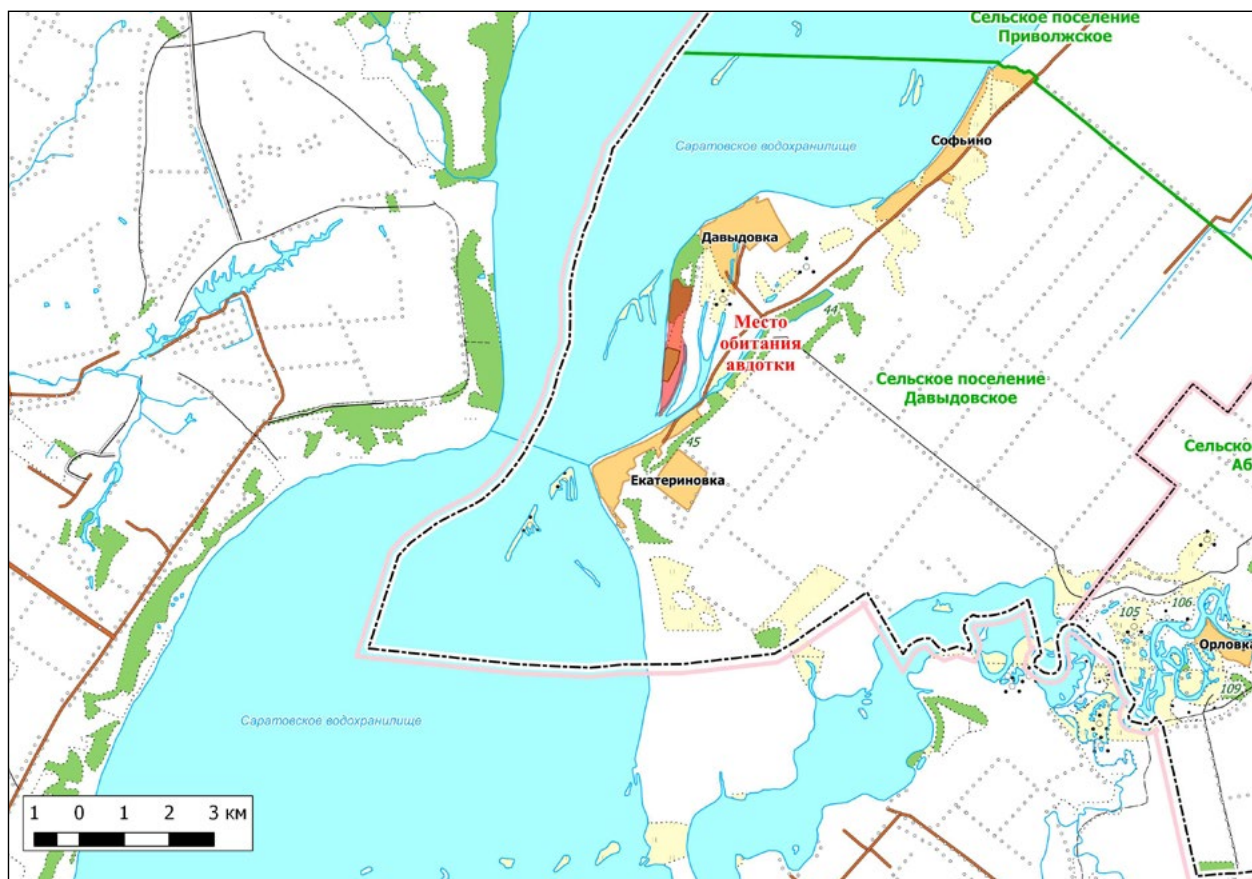 Сельское поселение
Приволжское
Саратовское водохранилище
Софьино
Давыдовка
44
Место
обитания
авдотки
Сельское поселение
Давыдовское
45
Екатериновка
Сельско
Аб
105
106
Орловка
109
Саратовское водохранилище
1 0 1 2 3 км